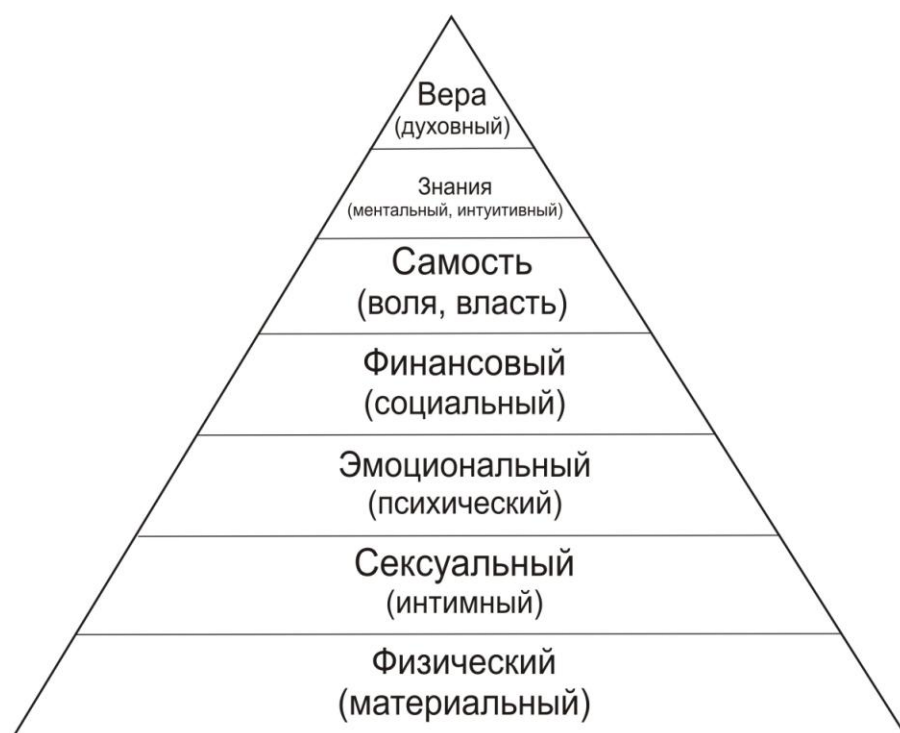 Вера
(духовный)
Знания
(ментальный, интуитивный)
Самость
(воля, власть)
Финансовый
(социальный)
Эмоциональный
(психический)
Сексуальный
(интимный)
Физический
(материальный)